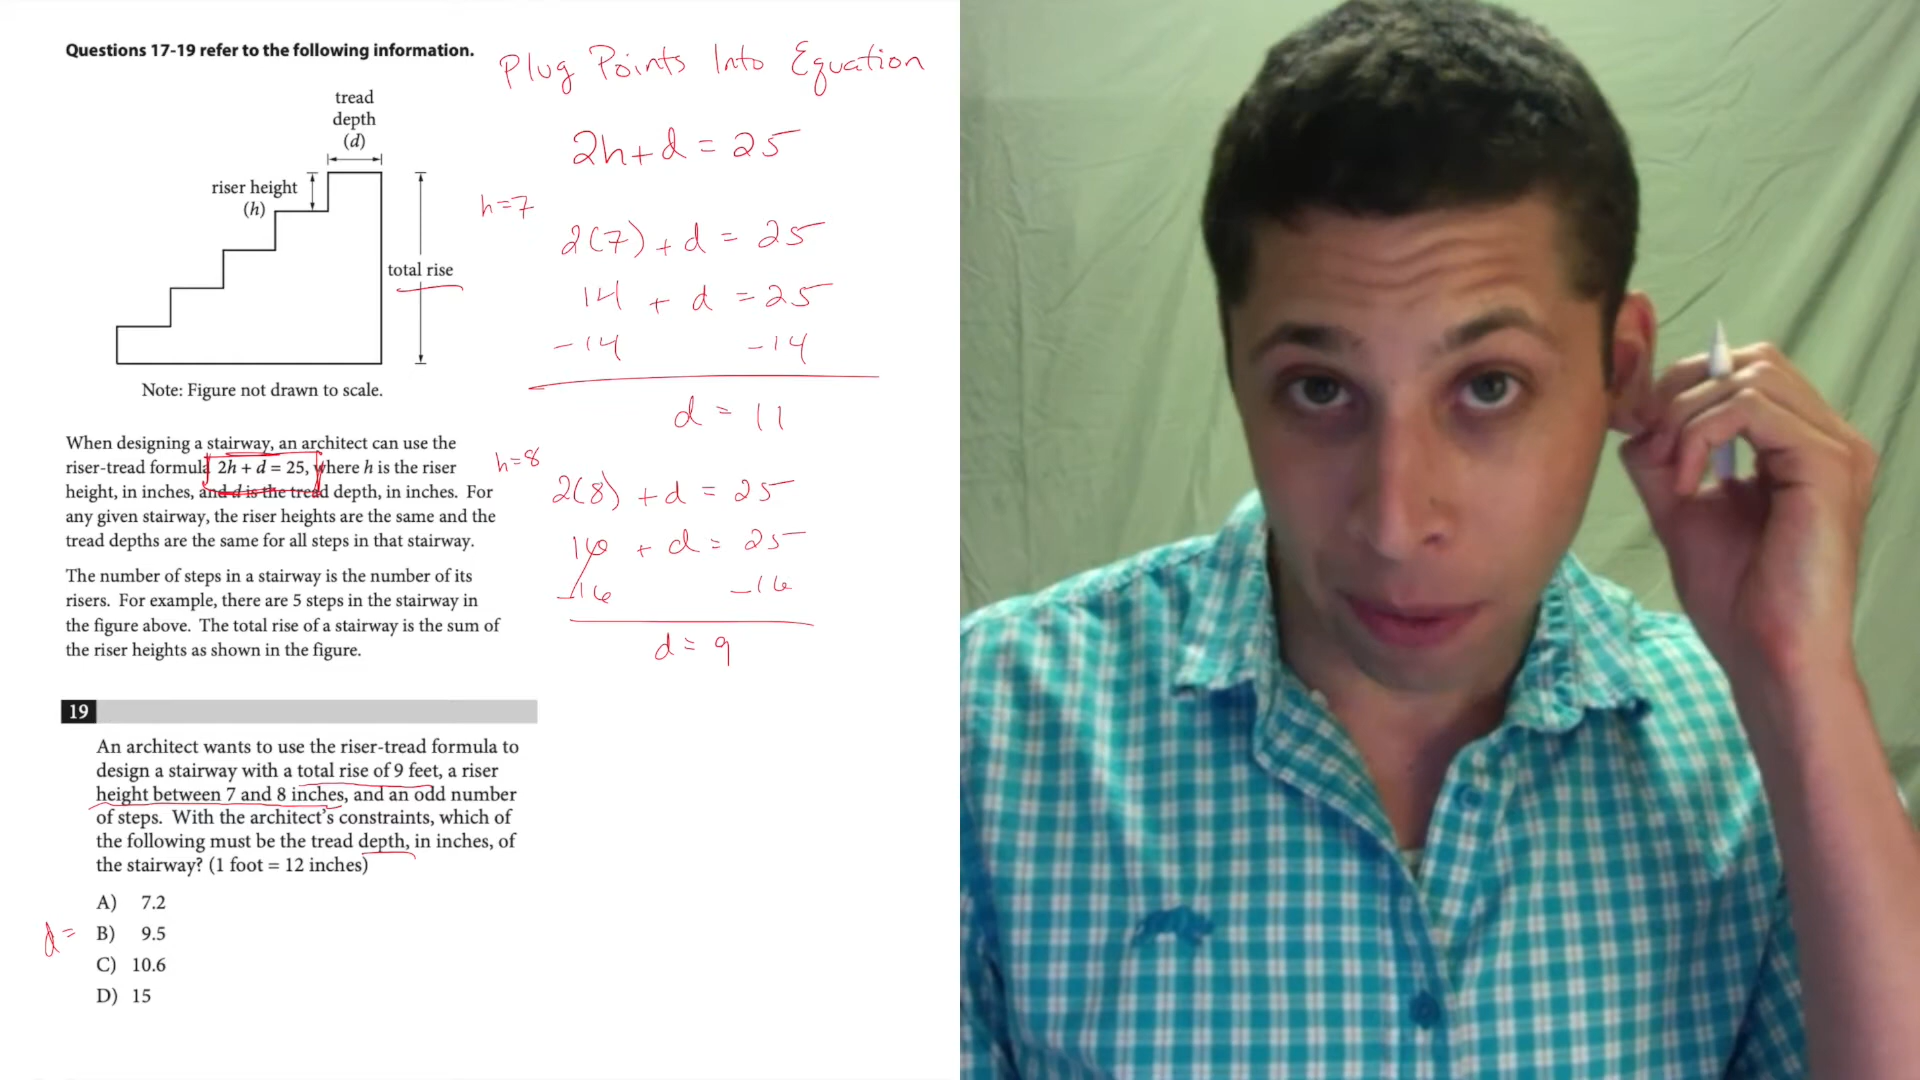 Questions 17-19 refer to the following information.
tread
depth
(d)
riser height
(h)
total rise
Note: Figure not drawn to scale.
When designing a stairway, an architect can use the
riser-tread formula 2h + d = 25, where h is the riser
height, in inches, and d is the tread depth, in inches. For
any given stairway, the riser heights are the same and the
tread depths are the same for all steps in that stairway.
The number of steps in a stairway is the number of its
risers. For example, there are 5 steps in the stairway in
the figure above. The total rise of a stairway is the sum of
the riser heights as shown in the figure.
19
An architect wants to use the riser-tread formula to
design a stairway with a total rise of 9 feet, a riser
height between 7 and 8 inches, and an odd number
of steps. With the architect's constraints, which of
the following must be the tread depth, in inches, of
the stairway? (1 foot = 12 inches)
A) 7.2
d= B) 9.5
C) 10.6
D) 15
Plug Points Into Equation
2h+d = 25
h=7
2(7) + d = 25
14 + d = 25
-14 -14
d = 11
h=8
2(8) + d = 25
16 + d = 25
-16 -16
d = 9